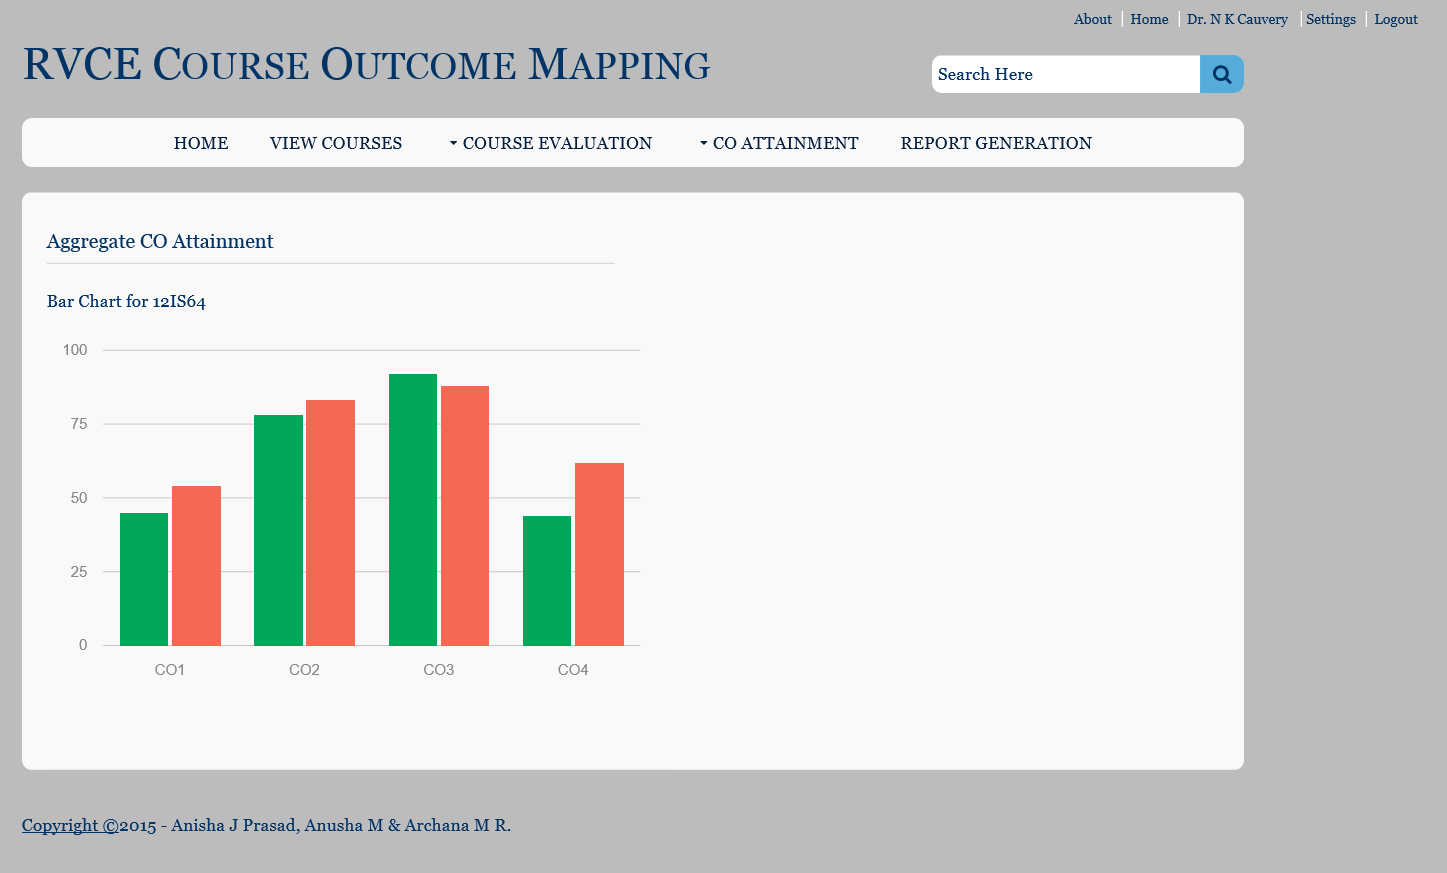 About Home Dr. N K Cauvery Settings Logout
RVCE Course Outcome Mapping
Search Here
HOME VIEW COURSES COURSE EVALUATION CO ATTAINMENT REPORT GENERATION
Aggregate CO Attainment
Bar Chart for 12IS64
100
75
50
25
0
CO1 CO2 CO3 CO4
Copyright ©2015 - Anisha J Prasad, Anusha M & Archana M R.